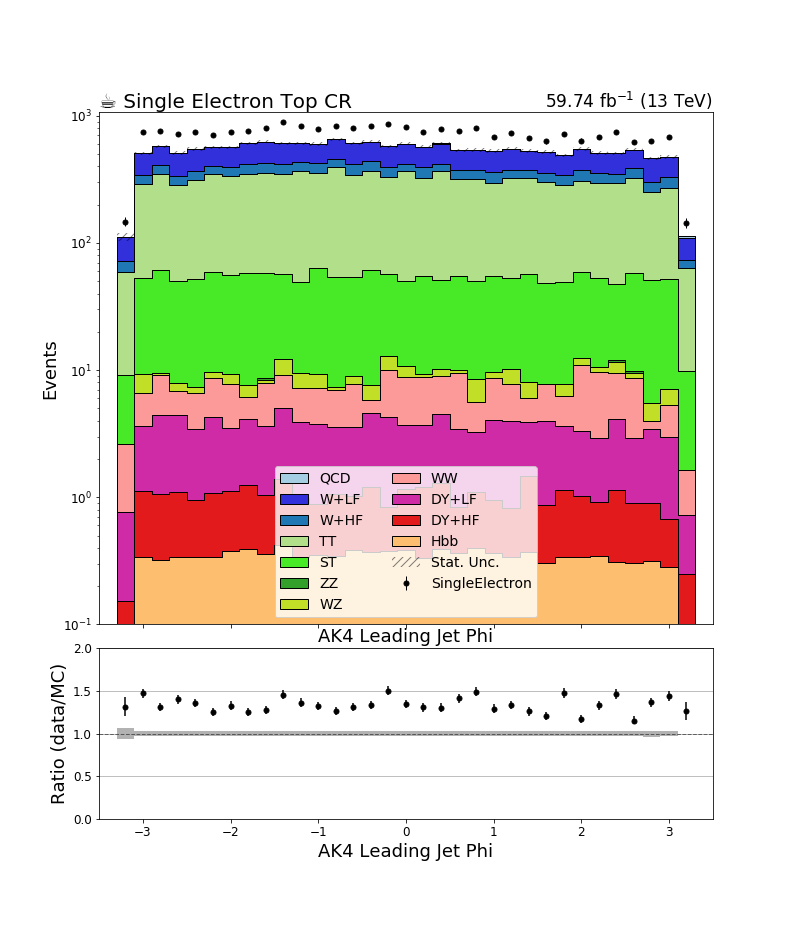 ☕ Single Electron Top CR 59.74 fb⁻¹ (13 TeV)
10³
10²
10¹
10⁰
10⁻¹
Events
QCD WW
W+LF DY+LF
W+HF DY+HF
TT Hbb
ST Stat. Unc.
ZZ SingleElectron
WZ
AK4 Leading Jet Phi
2.0
1.5
1.0
0.5
0.0
Ratio (data/MC)
−3 −2 −1 0 1 2 3
AK4 Leading Jet Phi